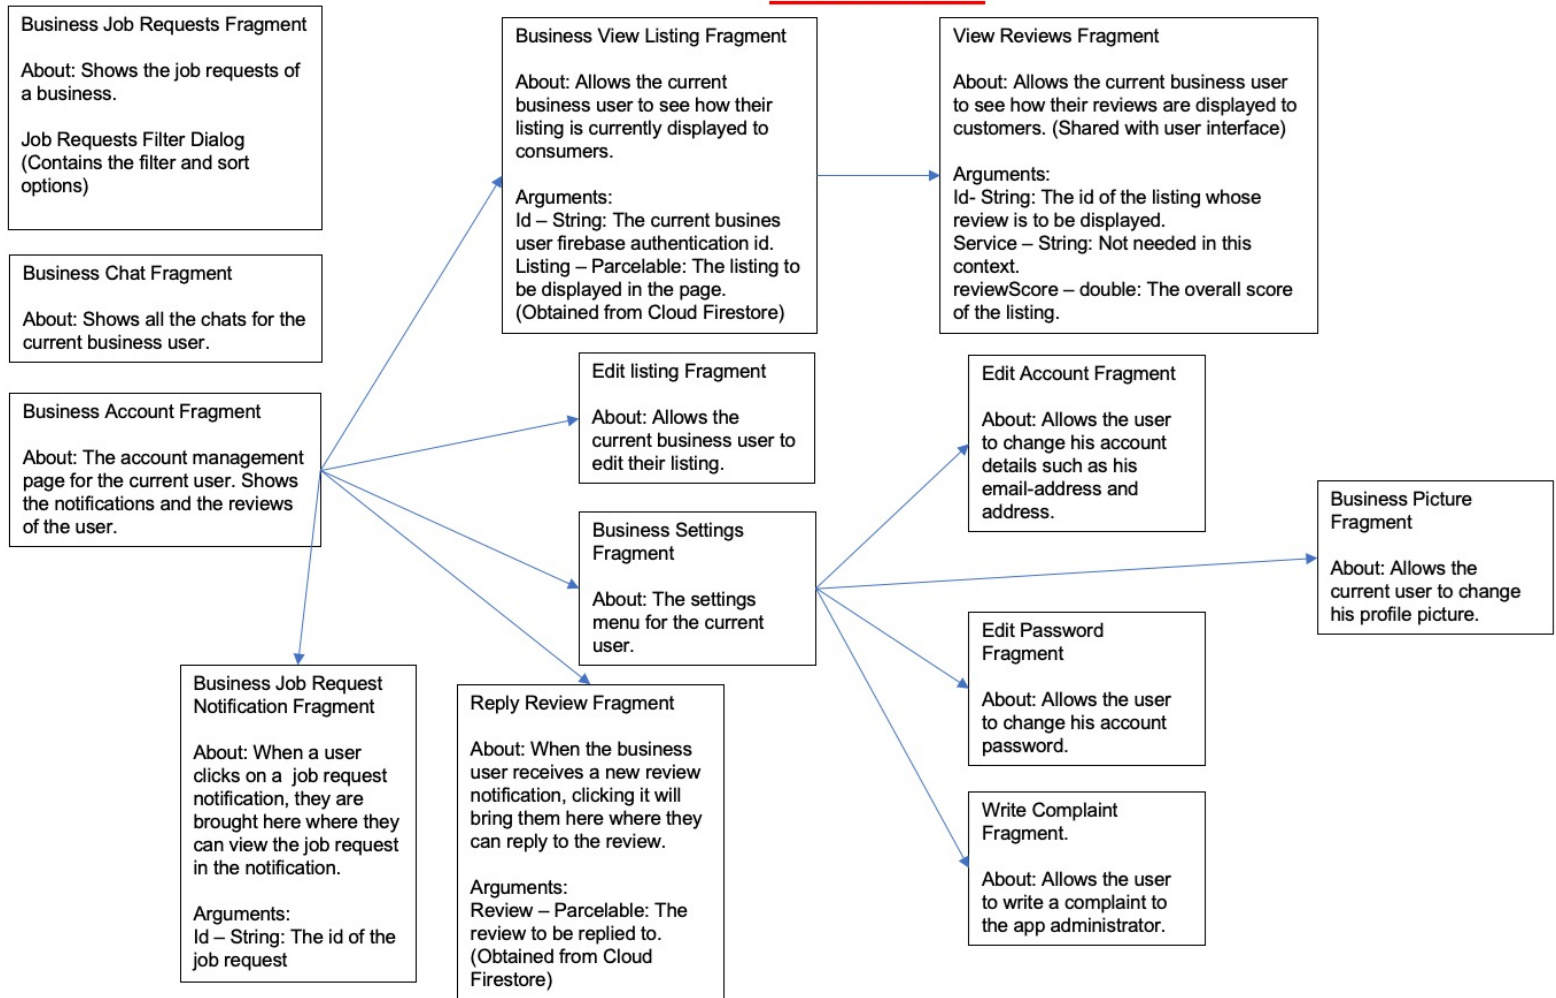 Business Job Requests Fragment
About: Shows the job requests of
a business.
Job Requests Filter Dialog
(Contains the filter and sort
options)
Business Chat Fragment
About: Shows all the chats for the
current business user.
Business Account Fragment
About: The account management
page for the current user. Shows
the notifications and the reviews
of the user.
Business View Listing Fragment
About: Allows the current
business user to see how their
listing is currently displayed to
consumers.
Arguments:
Id – String: The current busines
user firebase authentication id.
Listing – Parcelable: The listing to
be displayed in the page.
(Obtained from Cloud Firestore)
View Reviews Fragment
About: Allows the current business user
to see how their reviews are displayed to
customers. (Shared with user interface)
Arguments:
Id- String: The id of the listing whose
review is to be displayed.
Service – String: Not needed in this
context.
reviewScore – double: The overall score
of the listing.
Edit listing Fragment
About: Allows the
current business user to
edit their listing.
Business Settings
Fragment
About: The settings
menu for the current
user.
Edit Account Fragment
About: Allows the user
to change his account
details such as his
email-address and
address.
Business Picture
Fragment
About: Allows the
current user to change
his profile picture.
Edit Password
Fragment
About: Allows the user
to change his account
password.
Write Complaint
Fragment.
About: Allows the user
to write a complaint to
the app administrator.
Business Job Request
Notification Fragment
About: When a user
clicks on a  job request
notification, they are
brought here where they
can view the job request
in the notification.
Arguments:
Id – String: The id of the
job request
Reply Review Fragment
About: When the business
user receives a new review
notification, clicking it will
bring them here where they
can reply to the review.
Arguments:
Review – Parcelable: The
review to be replied to.
(Obtained from Cloud
Firestore)